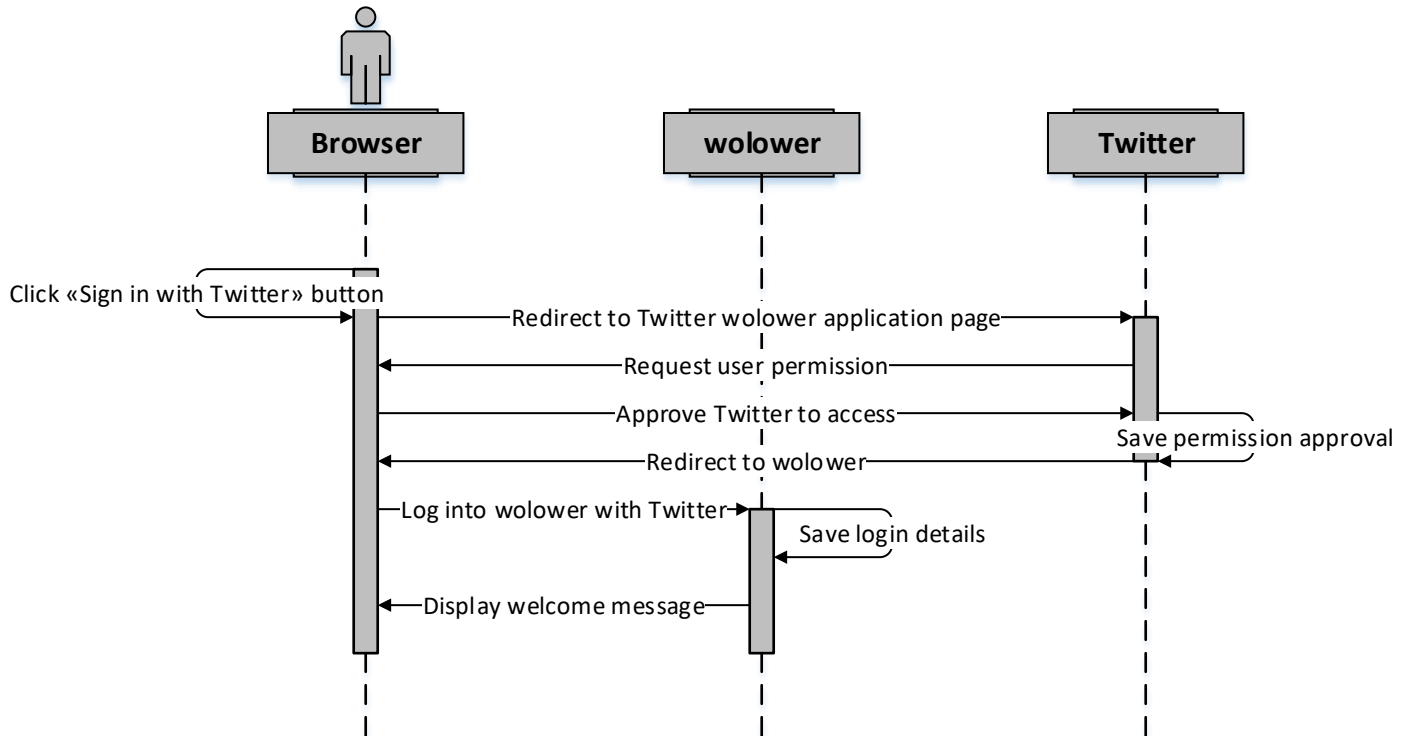 Browser
wolower
Twitter
Click «Sign in with Twitter» button
Redirect to Twitter wolower application page
Request user permission
Approve Twitter to access
Save permission approval
Redirect to wolower
Log into wolower with Twitter
Save login details
Display welcome message